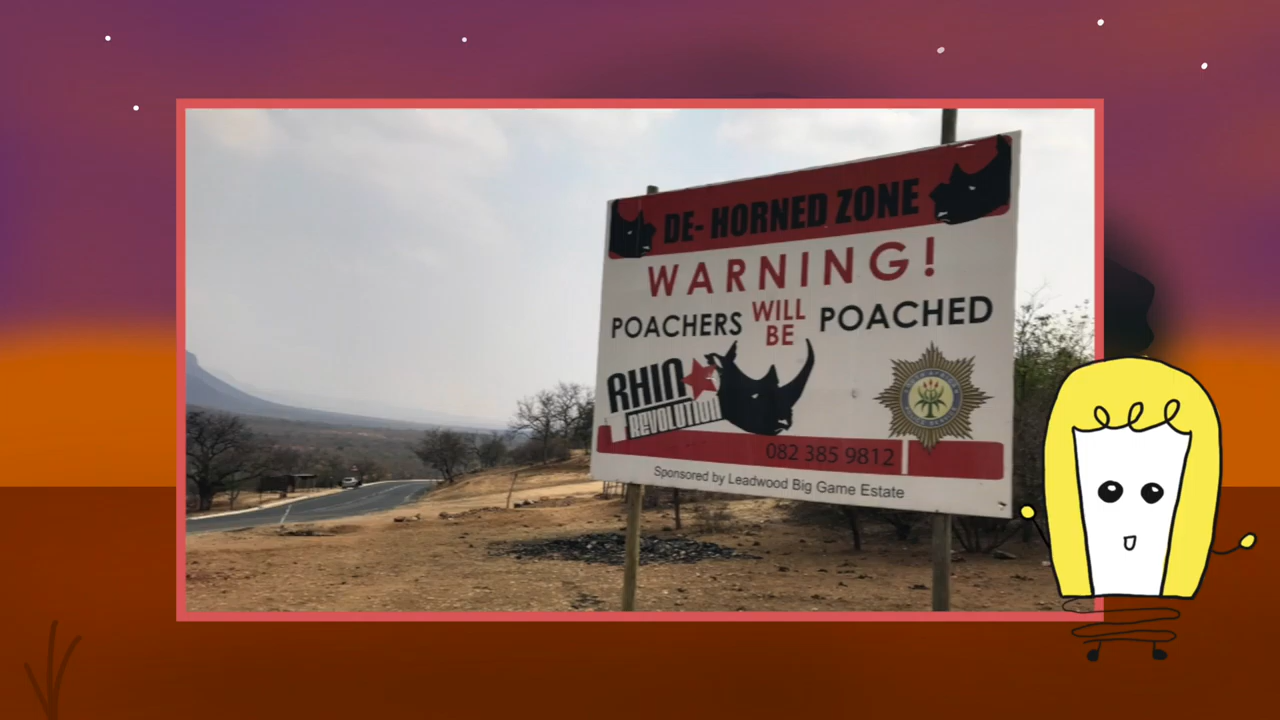 DE- HORNED ZONE
WARNING!
POACHERS WILL BE POACHED
RHINO REVOLUTION
082 385 9812
Sponsored by Leadwood Big Game Estate